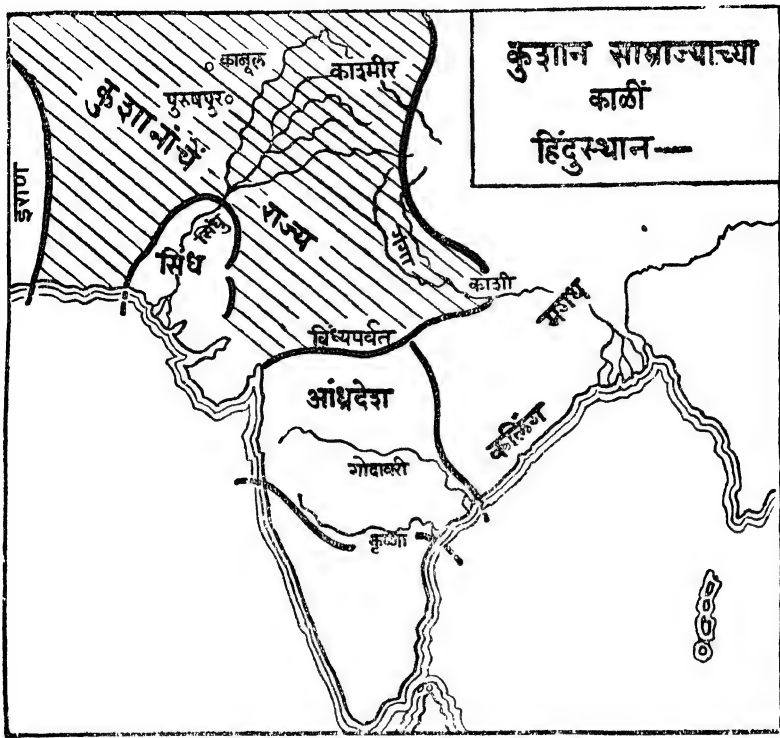 कुशान साम्राज्याच्या
काळीं
हिंदुस्थान
काबूल
काश्मीर
पुरुषपुर
कुशानांचें
राज्य
इराण
सिंधु
सिंध
गंगा
काशी
मगध
विंध्यपर्वत
आंध्रदेश
कलिंग
गोदावरी
कृष्णा